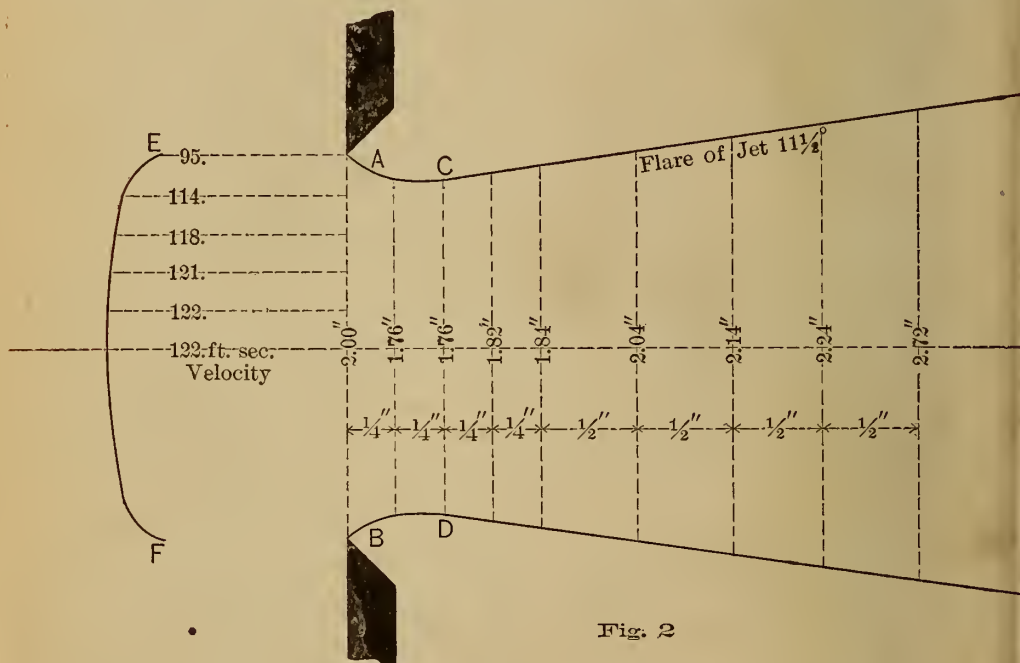 E
95.
A
C
Flare of Jet 11½°
114.
118.
121.
122.
122.ft. sec.
Velocity
2.00"
1.76"
1.76"
1.82"
1.84"
2.04"
2.14"
2.24"
2.72"
¼"
¼"
¼"
¼"
½"
½"
½"
½"
B
D
F
Fig. 2